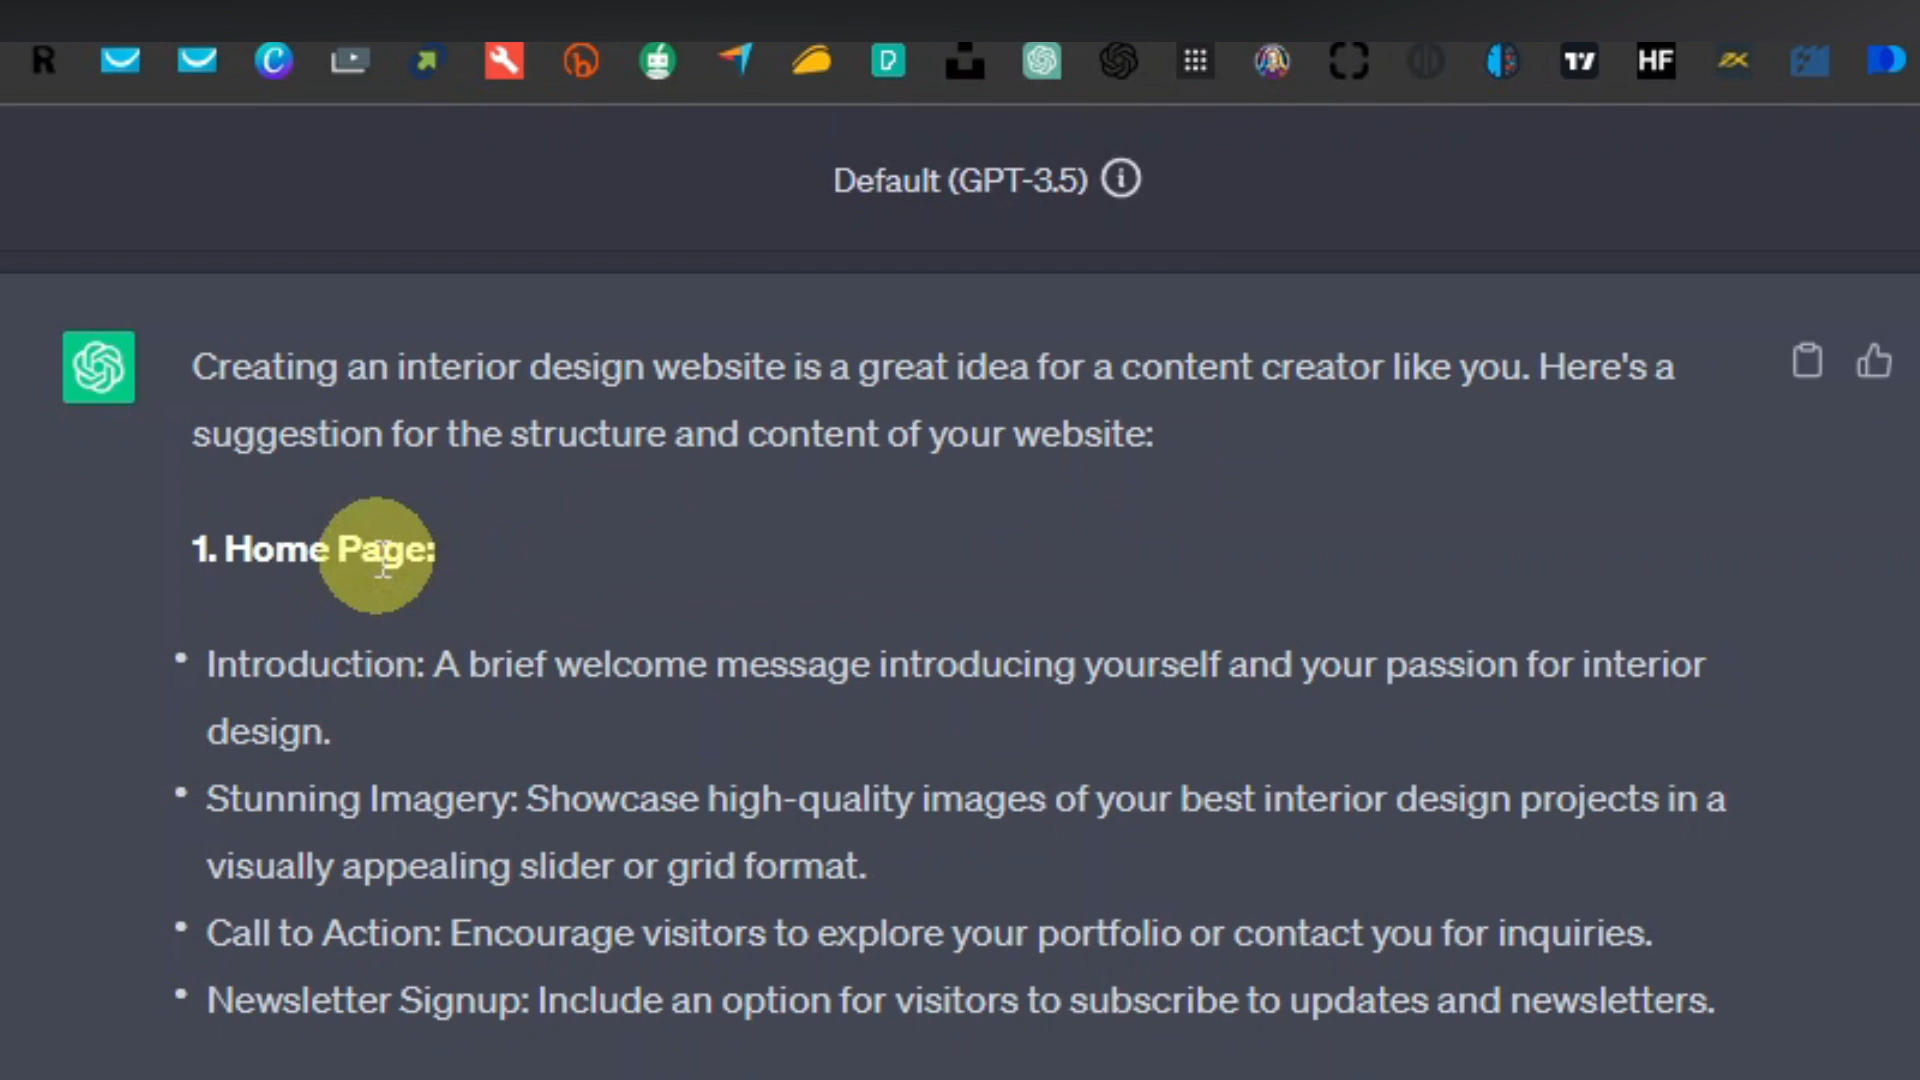 R C b P 17 HF ZX
Default (GPT-3.5) i
Creating an interior design website is a great idea for a content creator like you. Here's a
suggestion for the structure and content of your website:
1. Home Page:
• Introduction: A brief welcome message introducing yourself and your passion for interior
design.
• Stunning Imagery: Showcase high-quality images of your best interior design projects in a
visually appealing slider or grid format.
• Call to Action: Encourage visitors to explore your portfolio or contact you for inquiries.
• Newsletter Signup: Include an option for visitors to subscribe to updates and newsletters.